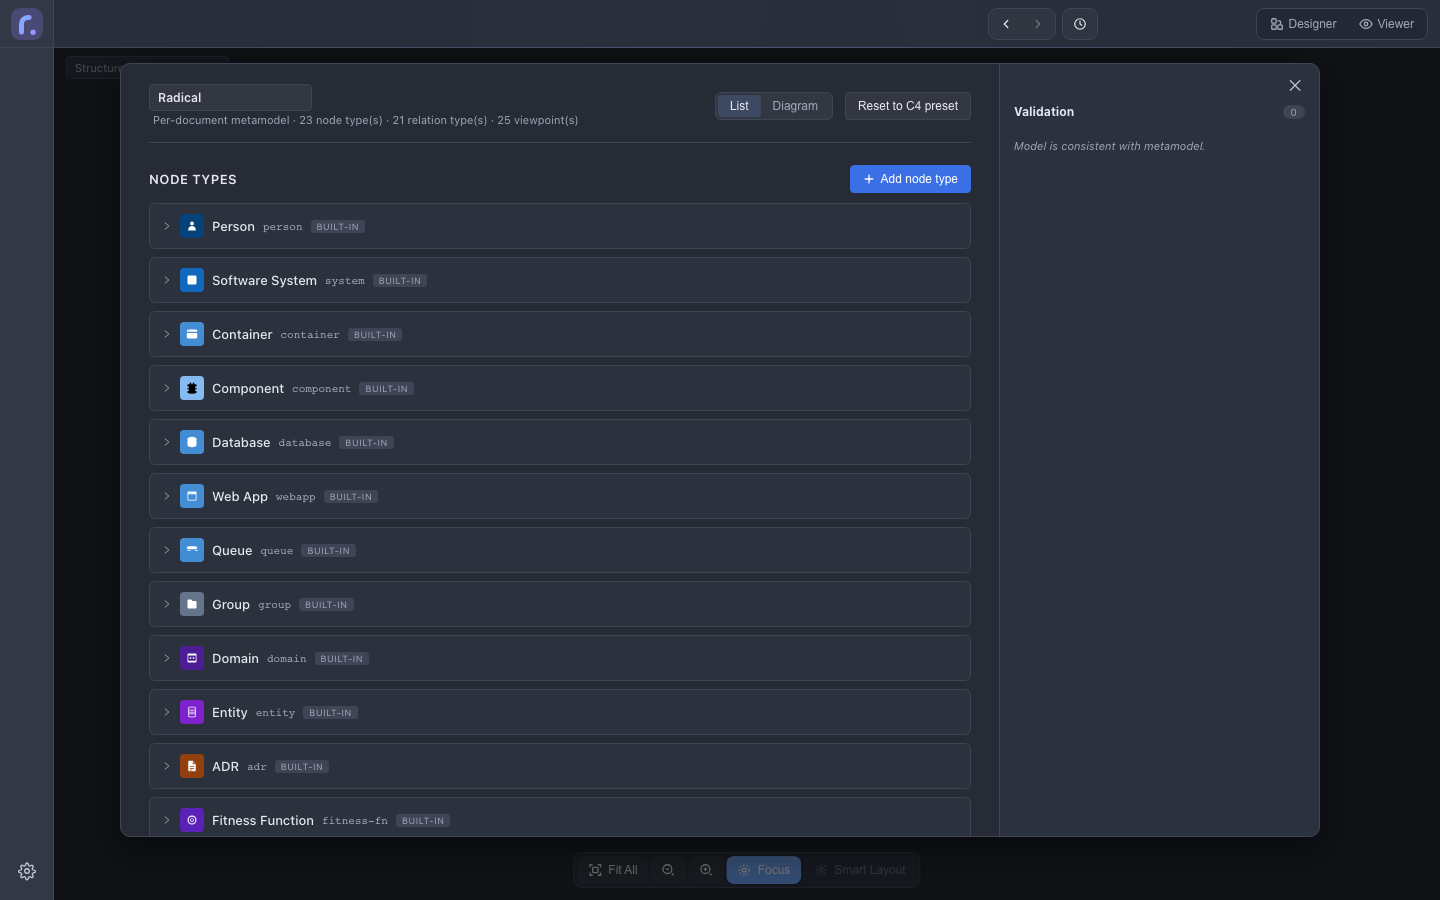 Designer
Viewer
Structure
Radical
Per-document metamodel · 23 node type(s) · 21 relation type(s) · 25 viewpoint(s)
List
Diagram
Reset to C4 preset
Validation
0
Model is consistent with metamodel.
NODE TYPES
Add node type
Person person BUILT-IN
Software System system BUILT-IN
Container container BUILT-IN
Component component BUILT-IN
Database database BUILT-IN
Web App webapp BUILT-IN
Queue queue BUILT-IN
Group group BUILT-IN
Domain domain BUILT-IN
Entity entity BUILT-IN
ADR adr BUILT-IN
Fitness Function fitness-fn BUILT-IN
Fit All
Focus
Smart Layout